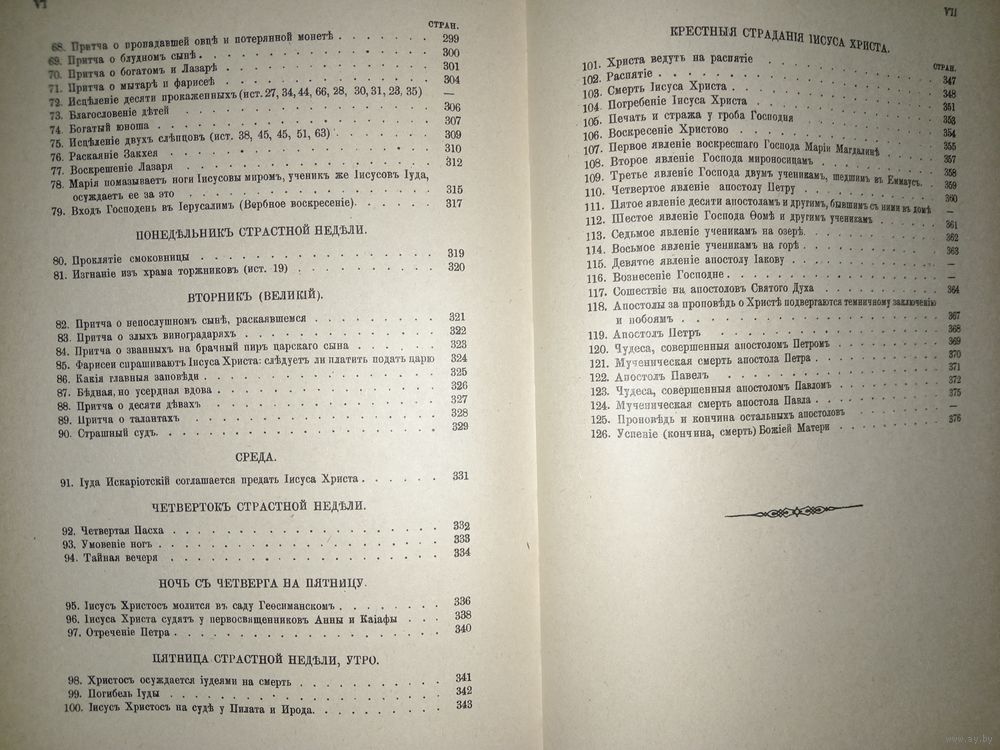 VI
СТРАН.
68. Притча о пропадавшей овцѣ и потерянной монетѣ . . . . . . . 299
69. Притча о блудном сынѣ. . . . . . . . . . 300
70. Притча о богатом и Лазарѣ . . . . . . . . . 301
71. Притча о мытарѣ и фарисеѣ . . . . . . . . . 304
72. Исцѣленіе десяти прокаженныхъ (ист. 27, 34, 44, 66, 28, 30, 31, 23, 35) —
73. Благословеніе дѣтей . . . . . . . . . . 306
74. Богатый юноша . . . . . . . . . . 307
75. Исцѣленіе двухъ слѣпцовъ (ист. 38, 45, 45, 51, 63) . . . . . . 309
76. Раскаяніе Закхея . . . . . . . . . . 310
77. Воскрешеніе Лазаря . . . . . . . . . . 312
78. Марія помазываетъ ноги Іисусовы миромъ, ученик же Іисусовъ Іуда,
осуждаетъ ее за это . . . . . . . . . . 315
79. Входъ Господень въ Іерусалим (Вербное воскресеніе). . . . . . 317
ПОНЕДѢЛЬНИКЪ СТРАСТНОЙ НЕДѢЛИ.
80. Проклятіе смоковницы . . . . . . . . . . 319
81. Изгнаніе изъ храма торжниковъ (ист. 19) . . . . . . . 320
ВТОРНИКЪ (ВЕЛИКІЙ).
82. Притча о непослушном сынѣ, раскаявшемся . . . . . . . 321
83. Притча о злыхъ виноградаряхъ . . . . . . . . . 322
84. Притча о званныхъ на брачный пир царскаго сына . . . . . . 323
85. Фарисеи спрашиваютъ Іисуса Христа: слѣдуетъ ли платить подать царю 324
86. Какія главныя заповѣди . . . . . . . . . . 325
87. Бѣдная, но усердная вдова . . . . . . . . . . 326
88. Притча о десяти дѣвахъ . . . . . . . . . . 327
89. Притча о талантахъ . . . . . . . . . . 328
90. Страшный судъ. . . . . . . . . . . 329
СРЕДА.
91. Іуда Искаріотскій соглашается предать Іисуса Христа . . . . . . 331
ЧЕТВЕРТОКЪ СТРАСТНОЙ НЕДѢЛИ.
92. Четвертая Пасха . . . . . . . . . . 332
93. Умовеніе ногъ . . . . . . . . . . 333
94. Тайная вечеря . . . . . . . . . . 334
НОЧЬ СЪ ЧЕТВЕРГА НА ПЯТНИЦУ.
95. Іисусъ Христосъ молится въ саду Геѳсиманскомъ . . . . . . . 336
96. Іисуса Христа судятъ у первосвященниковъ Анны и Каіафы . . . 338
97. Отреченіе Петра . . . . . . . . . . 340
ПЯТНИЦА СТРАСТНОЙ НЕДѢЛИ, УТРО.
98. Христосъ осуждается іудеями на смерть . . . . . . . . 341
99. Погибель Іуды . . . . . . . . . . 342
100. Іисусъ Христосъ на судѣ у Пилата и Ирода. . . . . . . . 343
VII
КРЕСТНЫЯ СТРАДАНІЯ ІИСУСА ХРИСТА.
СТРАН.
101. Христа ведутъ на распятіе . . . . . . . . . 347
102. Распятіе . . . . . . . . . . 348
103. Смерть Іисуса Христа . . . . . . . . . . 351
104. Погребеніе Іисуса Христа . . . . . . . . . 353
105. Печать и стража у гроба Господня . . . . . . . . 354
106. Воскресеніе Христово . . . . . . . . . . 355
107. Первое явленіе воскресшаго Господа Маріи Магдалинѣ . . . . 357
108. Второе явленіе Господа мироносицамъ . . . . . . . 358
109. Третье явленіе Господа двумъ ученикамъ, шедшимъ въ Еммаусъ. . 359
110. Четвертое явленіе апостолу Петру . . . . . . . . 360
111. Пятое явленіе десяти апостоламъ и другимъ, бывшимъ съ ними въ домѣ —
112. Шестое явленіе Господа Ѳомѣ и другимъ ученикамъ . . . . . 361
113. Седьмое явленіе ученикамъ на озерѣ. . . . . . . . 362
114. Восьмое явленіе ученикамъ на горѣ . . . . . . . . 363
115. Девятое явленіе апостолу Іакову . . . . . . . . —
116. Вознесеніе Господне . . . . . . . . . . —
117. Сошествіе на апостоловъ Святого Духа . . . . . . . 364
118. Апостолы за проповѣдь о Христѣ подвергаются темничному заключенію
и побоямъ . . . . . . . . . . 367
119. Апостолъ Петръ . . . . . . . . . . 368
120. Чудеса, совершенныя апостоломъ Петромъ . . . . . . . 369
121. Мученическая смерть апостола Петра . . . . . . . . 370
122. Апостолъ Павелъ . . . . . . . . . . 371
123. Чудеса, совершенныя апостоломъ Павломъ . . . . . . . 372
124. Мученическая смерть апостола Павла . . . . . . . . 375
125. Проповѣдь и кончина остальныхъ апостоловъ . . . . . . —
126. Успеніе (кончина, смерть) Божіей Матери . . . . . . . 376
www.ay.by